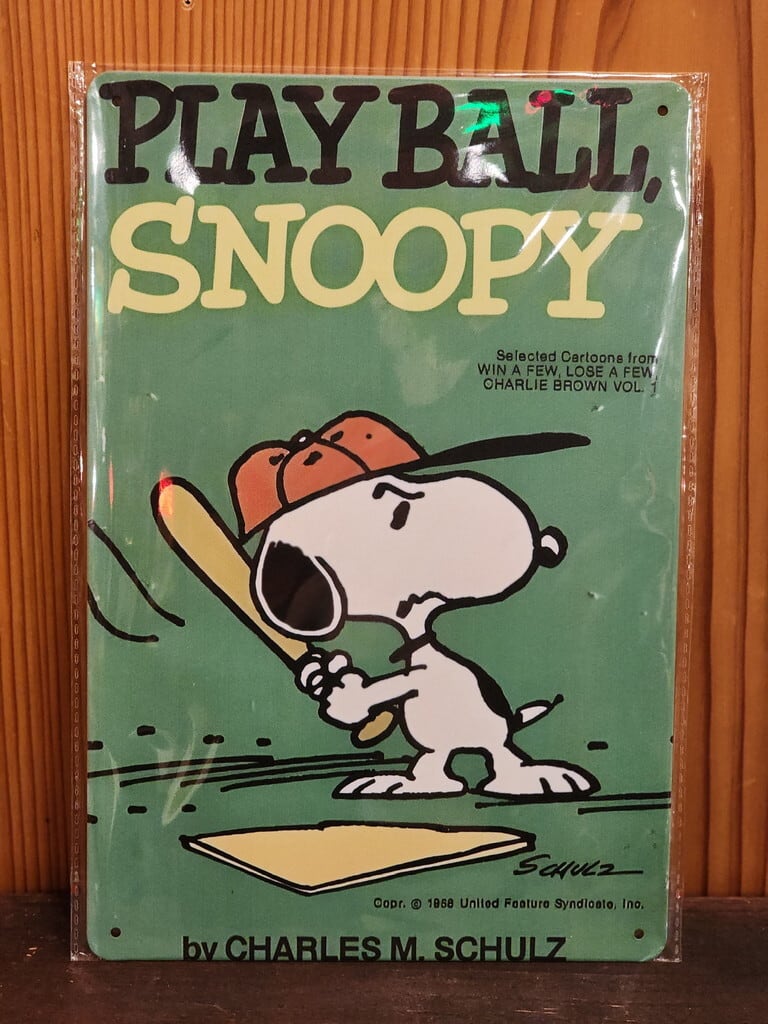 PLAY BALL,
SNOOPY
Selected Cartoons from
WIN A FEW, LOSE A FEW,
CHARLIE BROWN VOL. 1
SCHULZ
Copr. © 1958 United Feature Syndicate, Inc.
by CHARLES M. SCHULZ